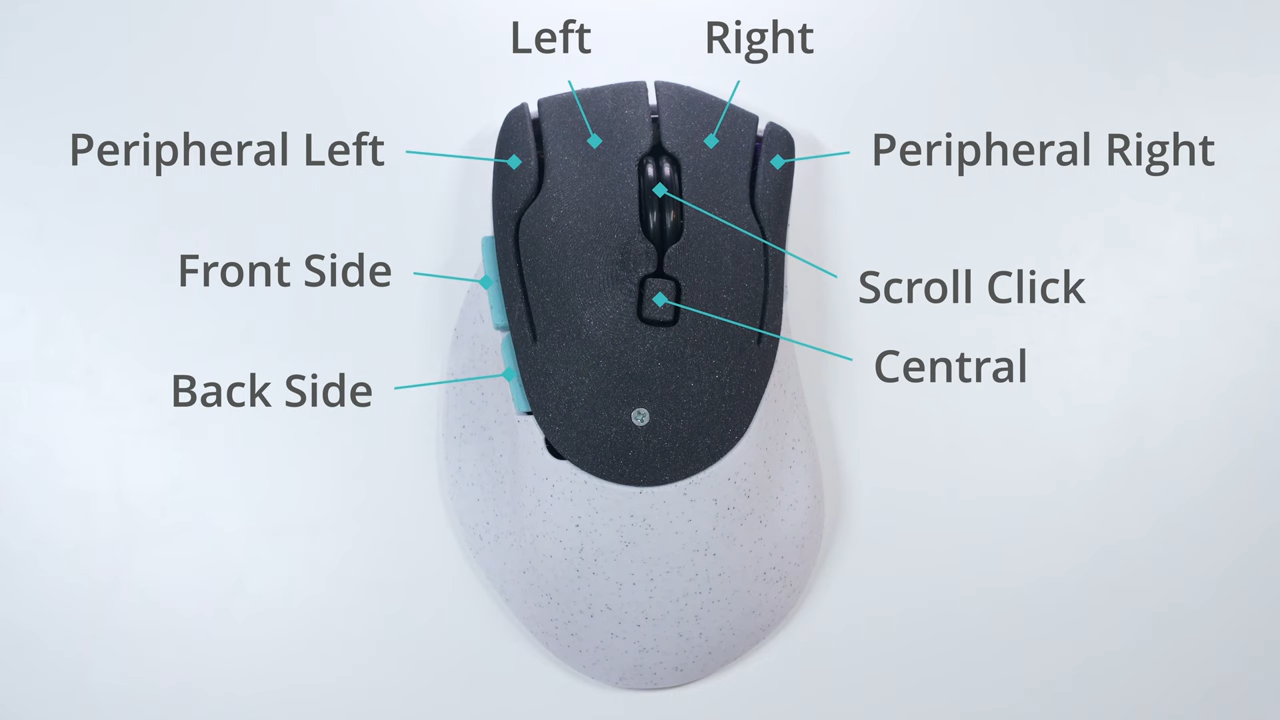 Left
Right
Peripheral Left
Peripheral Right
Front Side
Scroll Click
Central
Back Side